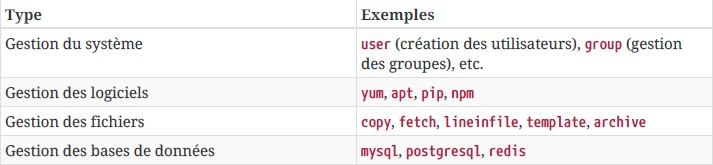 Type Exemples
Gestion du système user (création des utilisateurs), group (gestion
des groupes), etc.
Gestion des logiciels yum, apt, pip, npm
Gestion des fichiers copy, fetch, lineinfile, template, archive
Gestion des bases de données mysql, postgresql, redis